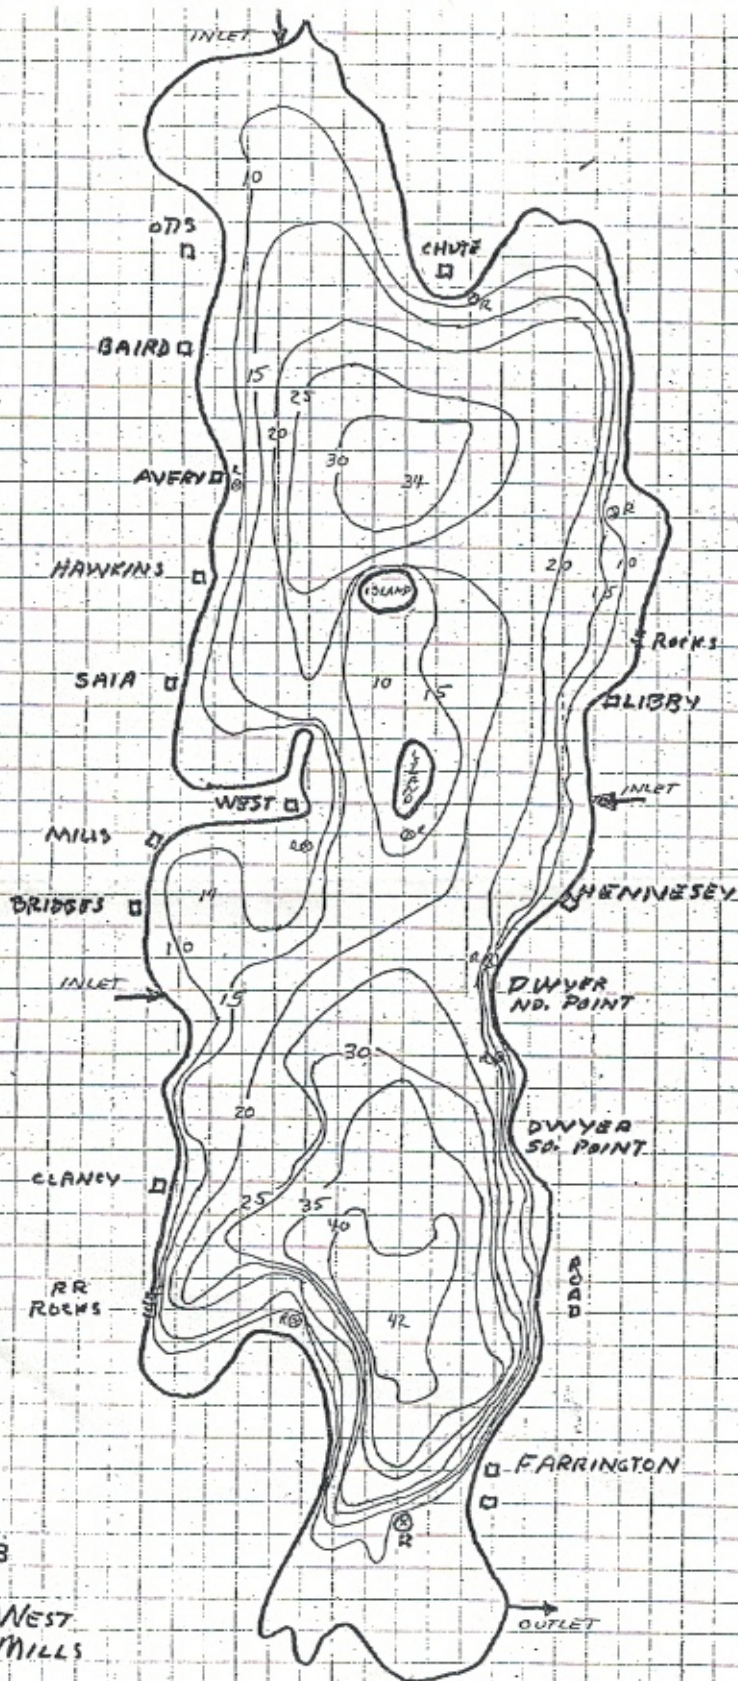 INLET
10
OTIS
CHUTE
R
BAIRD
15
25
20
AVERY
30
34
R
HAWKINS
ISLAND
20
10
15
ROCKS
SAIA
10
15
LIBBY
ISLAND
INLET
WEST
MILLS
R
R
14
HENNESEY
BRIDGES
10
R
INLET
15
DWYER
NO. POINT
30
R
20
DWYER
SO. POINT
CLANCY
25
35
40
RR
ROCKS
ROAD
R
42
FARRINGTON
R
OUTLET
MILLS